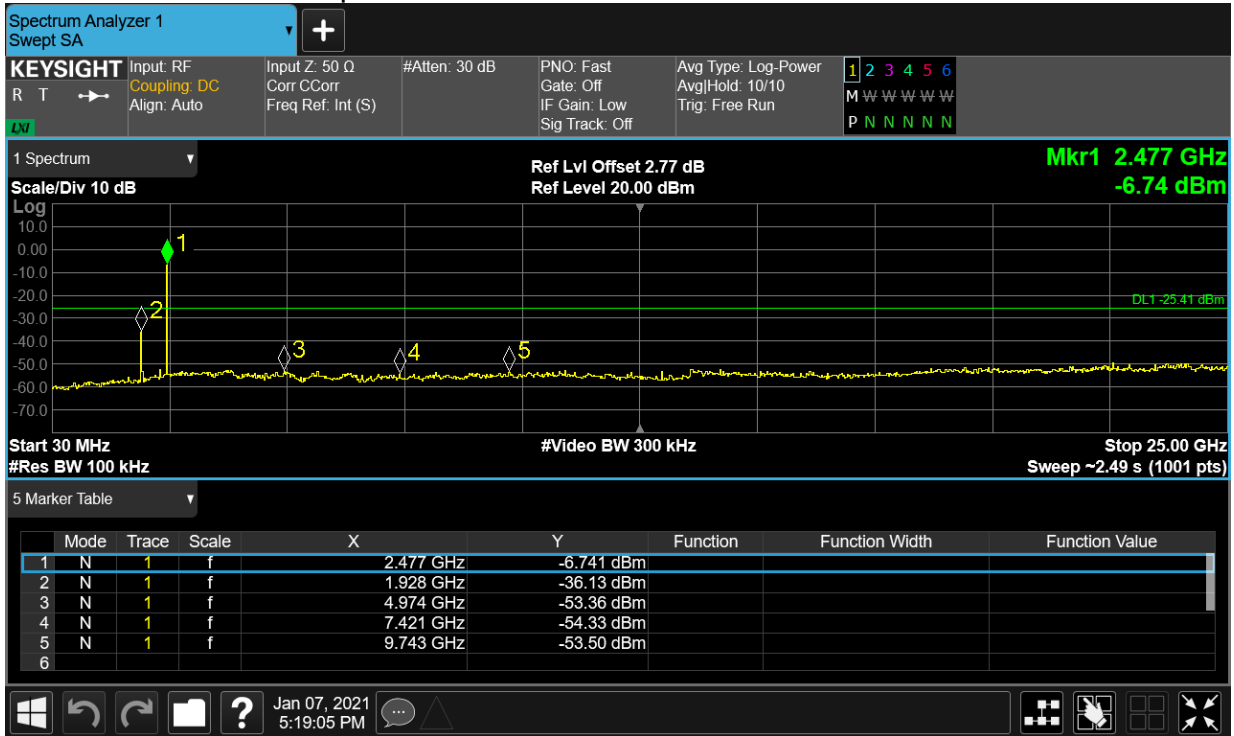 Spectrum Analyzer 1
Swept SA
+
KEYSIGHT Input: RF Input Z: 50 Ω #Atten: 30 dB PNO: Fast Avg Type: Log-Power 1 2 3 4 5 6
R T Coupling: DC Corr CCorr Gate: Off Avg|Hold: 10/10 M W W W W W
Align: Auto Freq Ref: Int (S) IF Gain: Low Trig: Free Run
LXI Sig Track: Off P N N N N N
1 Spectrum Ref Lvl Offset 2.77 dB Mkr1 2.477 GHz
Scale/Div 10 dB Ref Level 20.00 dBm -6.74 dBm
Log
10.0
0.00 1
-10.0
-20.0 DL1 -25.41 dBm
-30.0 2
-40.0 3 4 5
-50.0
-60.0
-70.0
Start 30 MHz #Video BW 300 kHz Stop 25.00 GHz
#Res BW 100 kHz Sweep ~2.49 s (1001 pts)
5 Marker Table
Mode Trace Scale X Y Function Function Width Function Value
1 N 1 f 2.477 GHz -6.741 dBm
2 N 1 f 1.928 GHz -36.13 dBm
3 N 1 f 4.974 GHz -53.36 dBm
4 N 1 f 7.421 GHz -54.33 dBm
5 N 1 f 9.743 GHz -53.50 dBm
6
? Jan 07, 2021
5:19:05 PM